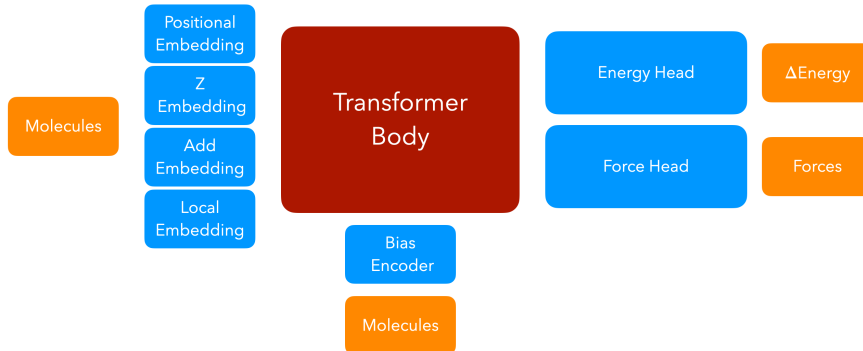 Molecules
Positional
Embedding
Z
Embedding
Add
Embedding
Local
Embedding
Transformer
Body
Bias
Encoder
Molecules
Energy Head
Force Head
ΔEnergy
Forces